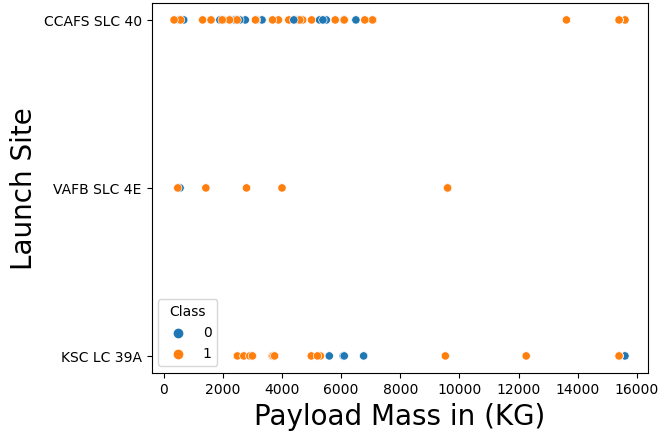 CCAFS SLC 40
VAFB SLC 4E
KSC LC 39A
Launch Site
Class
0
1
0 2000 4000 6000 8000 10000 12000 14000 16000
Payload Mass in (KG)